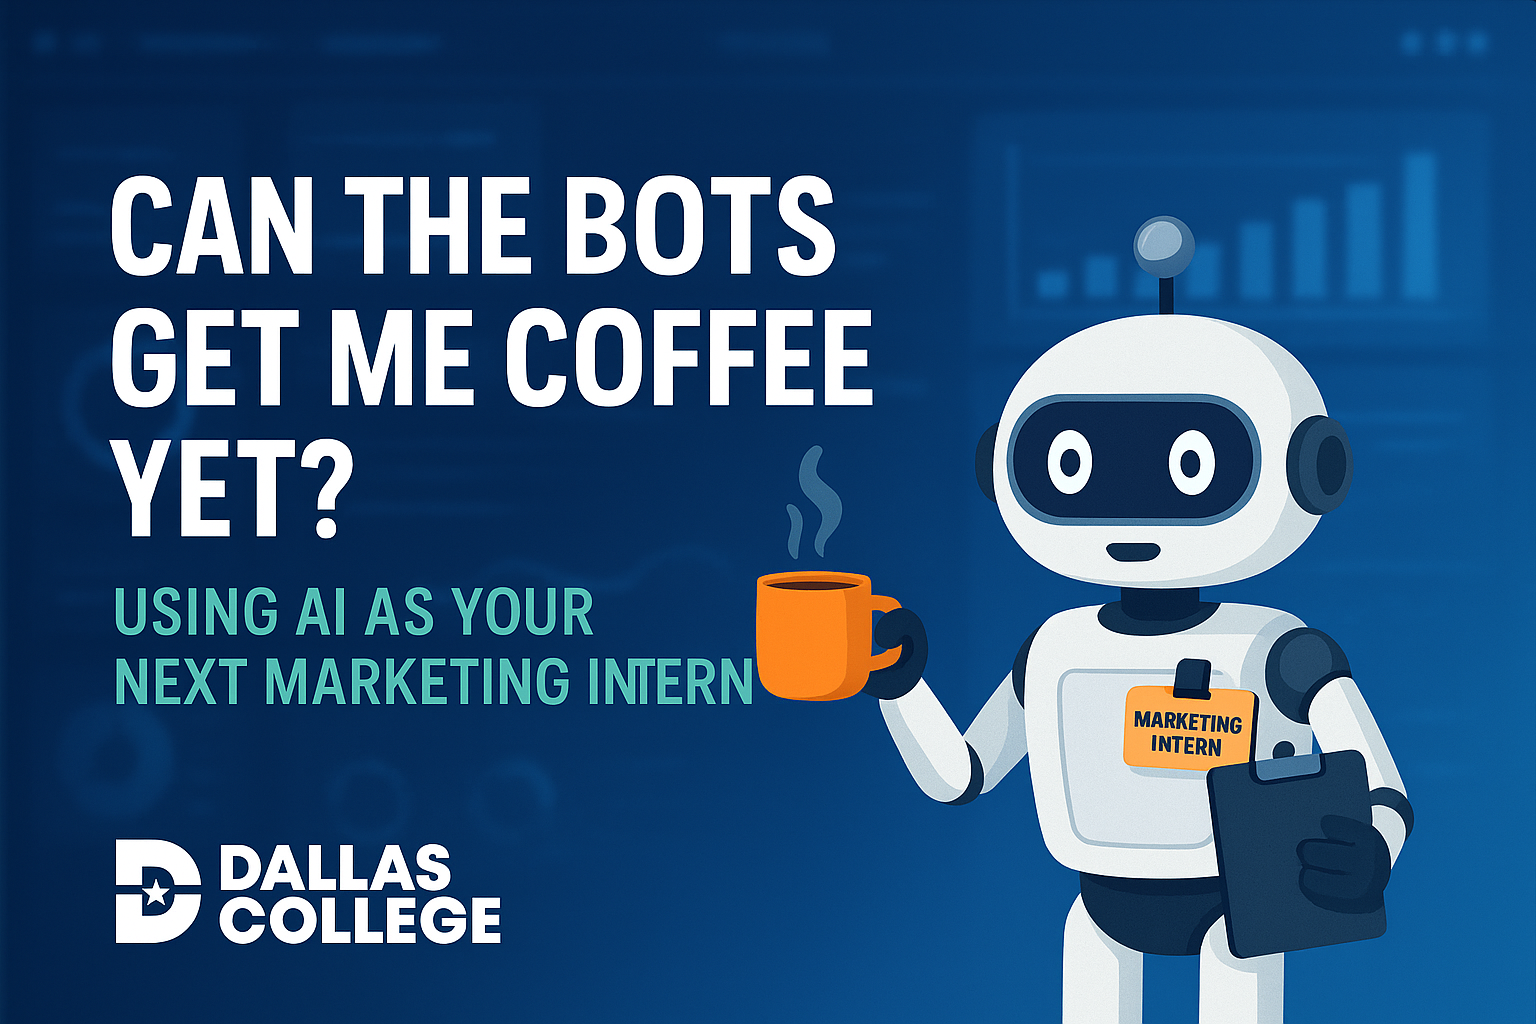 CAN THE BOTS
GET ME COFFEE
YET?
USING AI AS YOUR
NEXT MARKETING INTERN
MARKETING
INTERN
DALLAS
COLLEGE